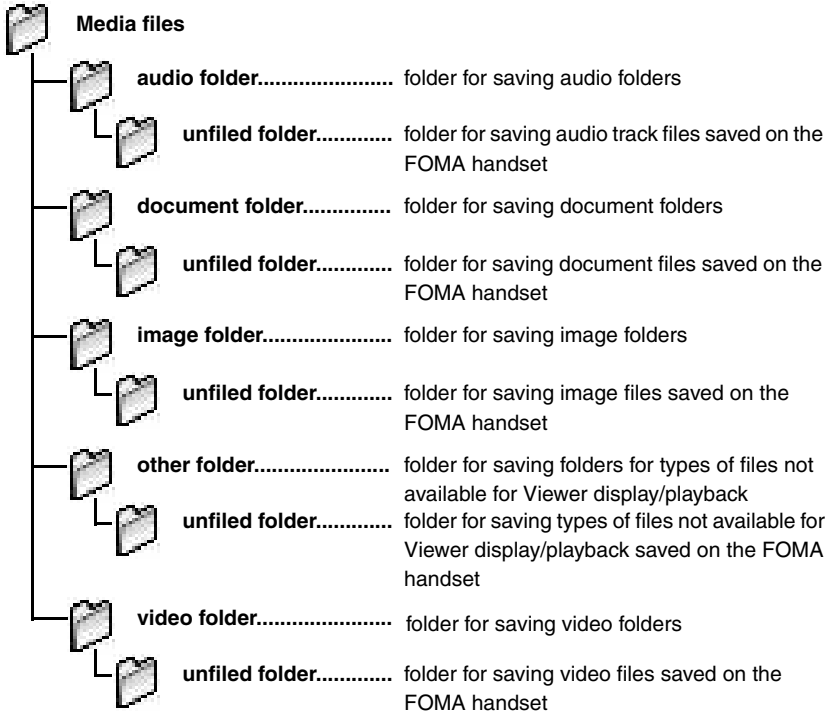 Media files
audio folder....................... folder for saving audio folders
unfiled folder............. folder for saving audio track files saved on the
FOMA handset
document folder............... folder for saving document folders
unfiled folder............. folder for saving document files saved on the
FOMA handset
image folder...................... folder for saving image folders
unfiled folder............. folder for saving image files saved on the
FOMA handset
other folder....................... folder for saving folders for types of files not
available for Viewer display/playback
unfiled folder............. folder for saving types of files not available for
Viewer display/playback saved on the FOMA
handset
video folder....................... folder for saving video folders
unfiled folder............. folder for saving video files saved on the
FOMA handset